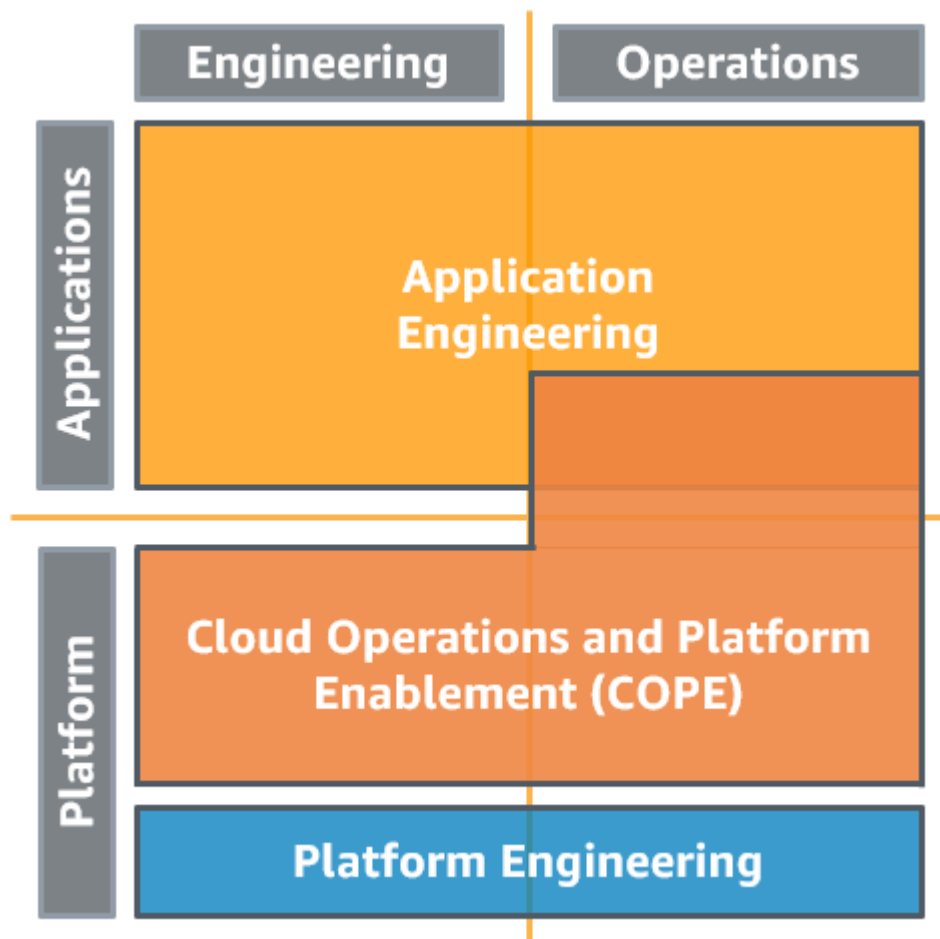 Engineering
Operations
Applications
Application
Engineering
Platform
Cloud Operations and Platform
Enablement (COPE)
Platform Engineering